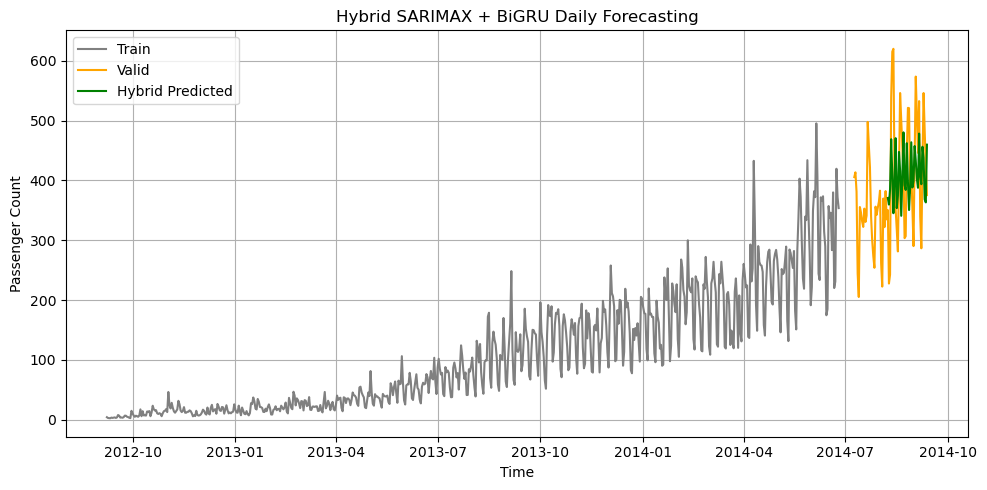 Hybrid SARIMAX + BiGRU Daily Forecasting
Train
Valid
Hybrid Predicted
Passenger Count
600
500
400
300
200
100
0
2012-10
2013-01
2013-04
2013-07
2013-10
2014-01
2014-04
2014-07
2014-10
Time